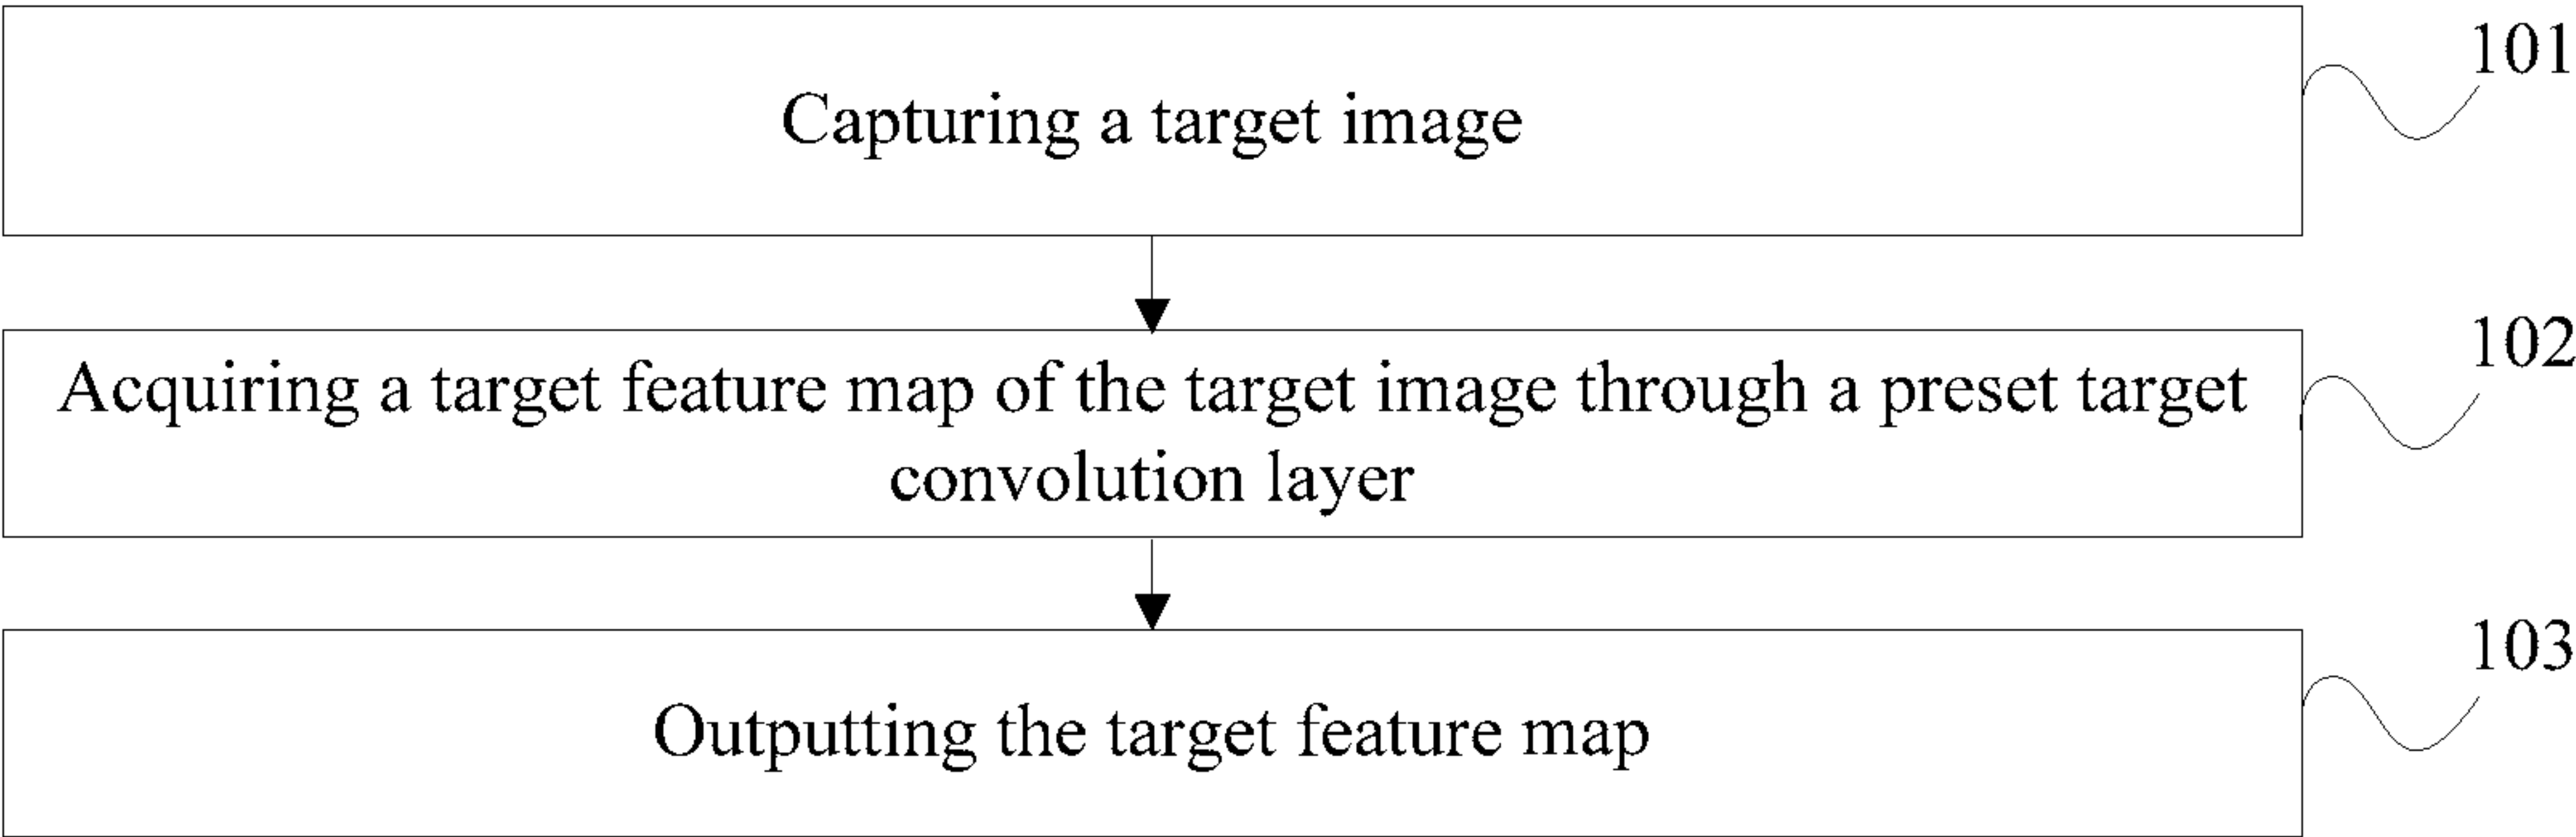 Capturing a target image
101
Acquiring a target feature map of the target image through a preset target
convolution layer
102
Outputting the target feature map
103